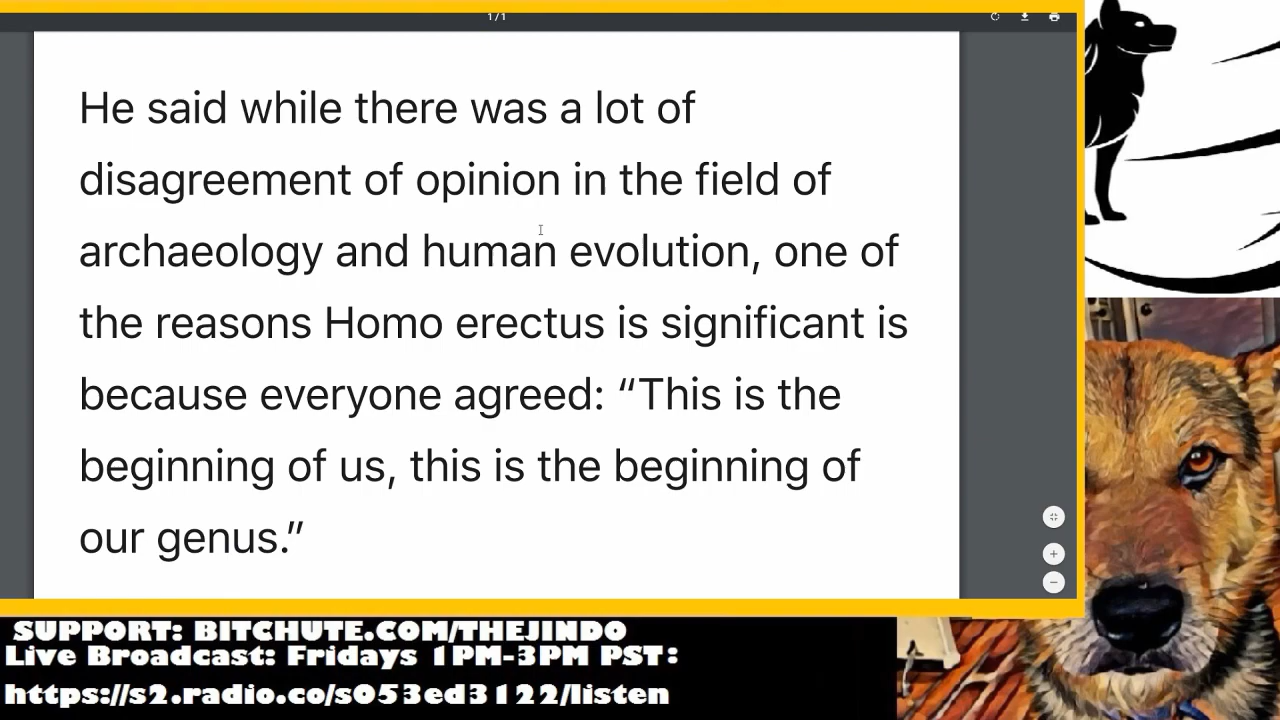 1/1
He said while there was a lot of
disagreement of opinion in the field of
archaeology and human evolution, one of
the reasons Homo erectus is significant is
because everyone agreed: “This is the
beginning of us, this is the beginning of
our genus.”
SUPPORT: BITCHUTE.COM/THEJINDO
Live Broadcast: Fridays 1PM-3PM PST:
https://s2.radio.co/s053ed3122/listen